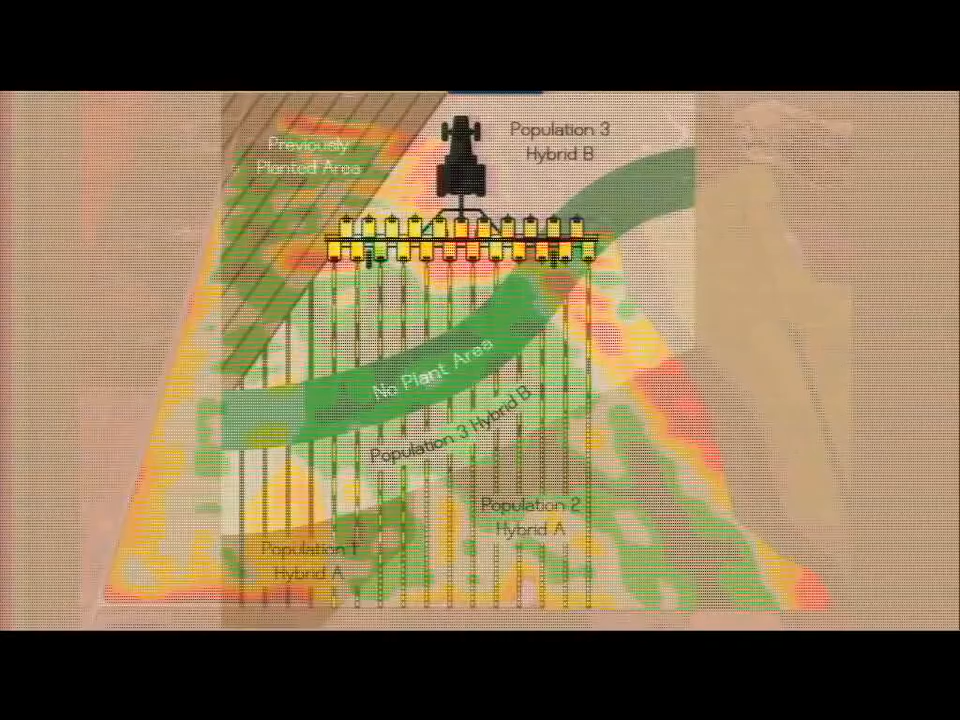 Population 3
Hybrid B
Previously
Planted Area
No Plant Area
Population 3 Hybrid B
Population 2
Hybrid A
Population 1
Hybrid A